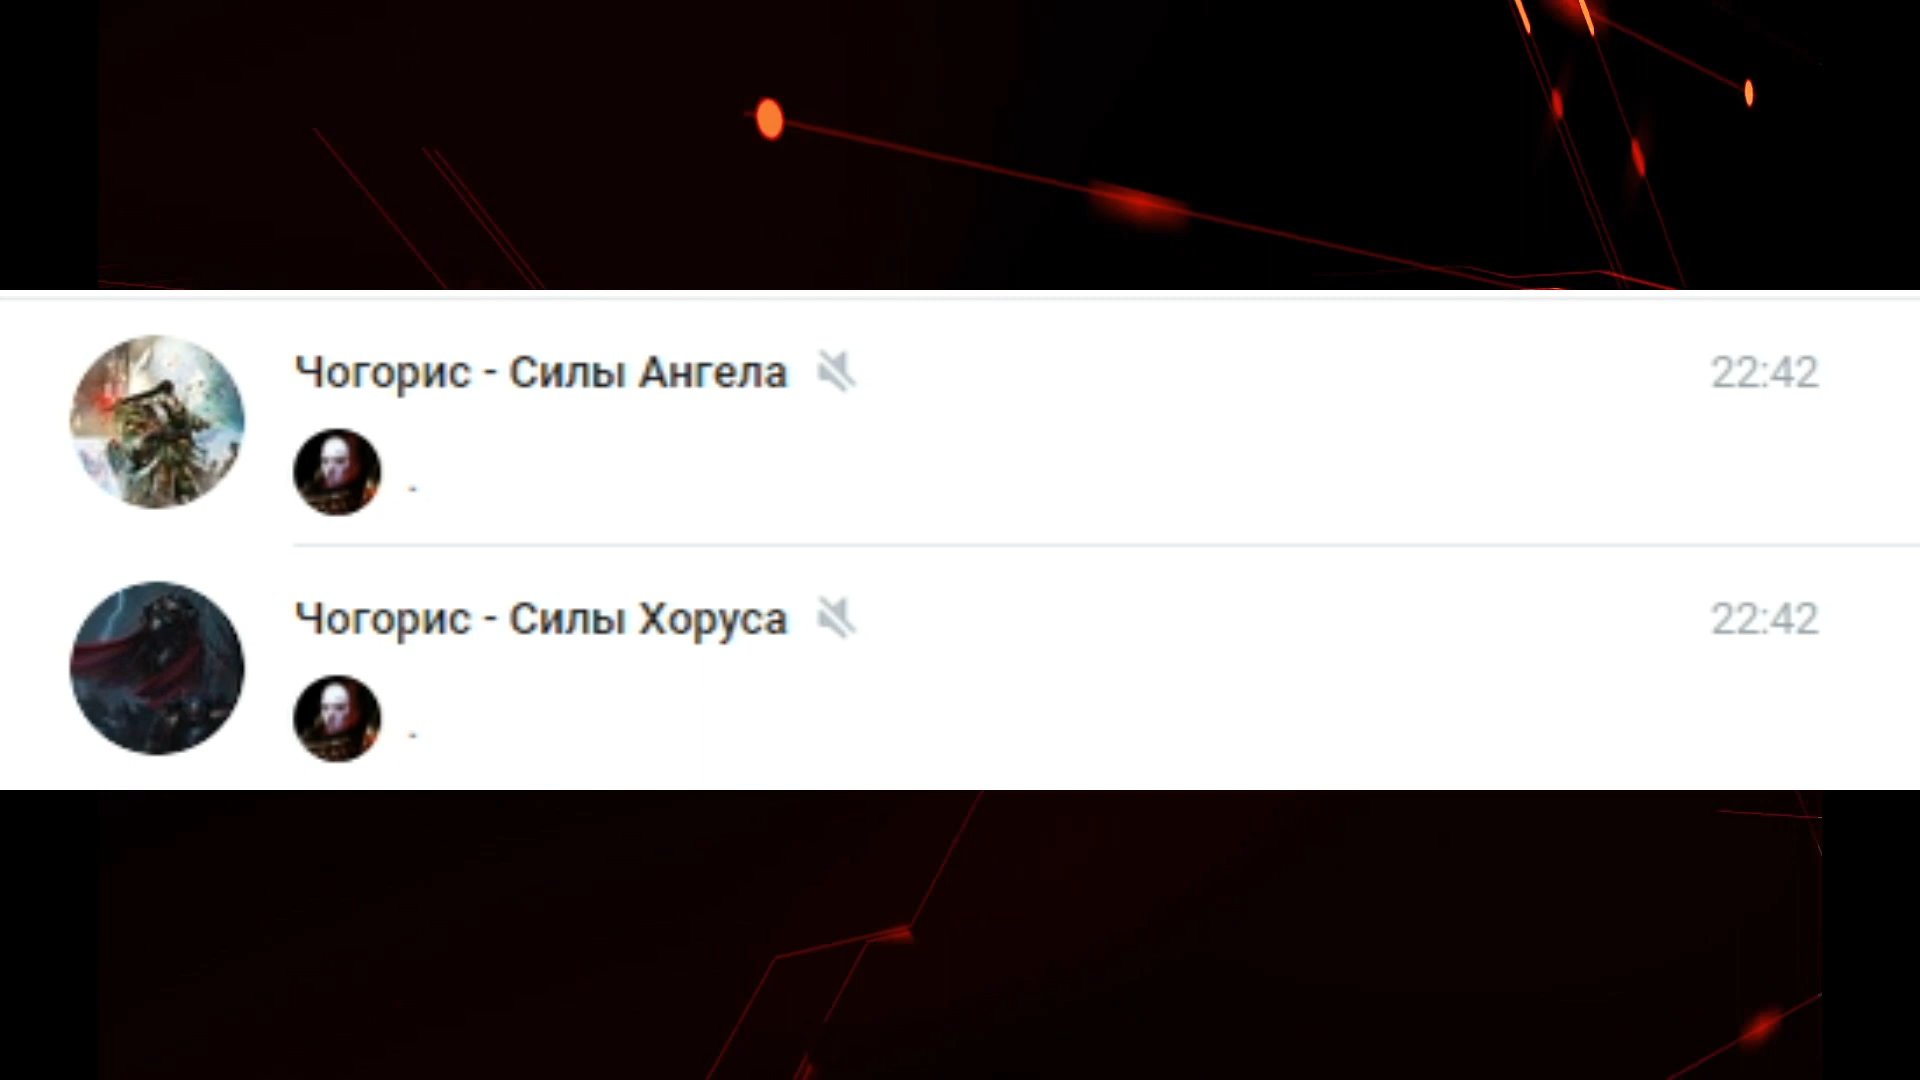 Чогорис - Силы Ангела 22:42
.
Чогорис - Силы Хоруса 22:42
.